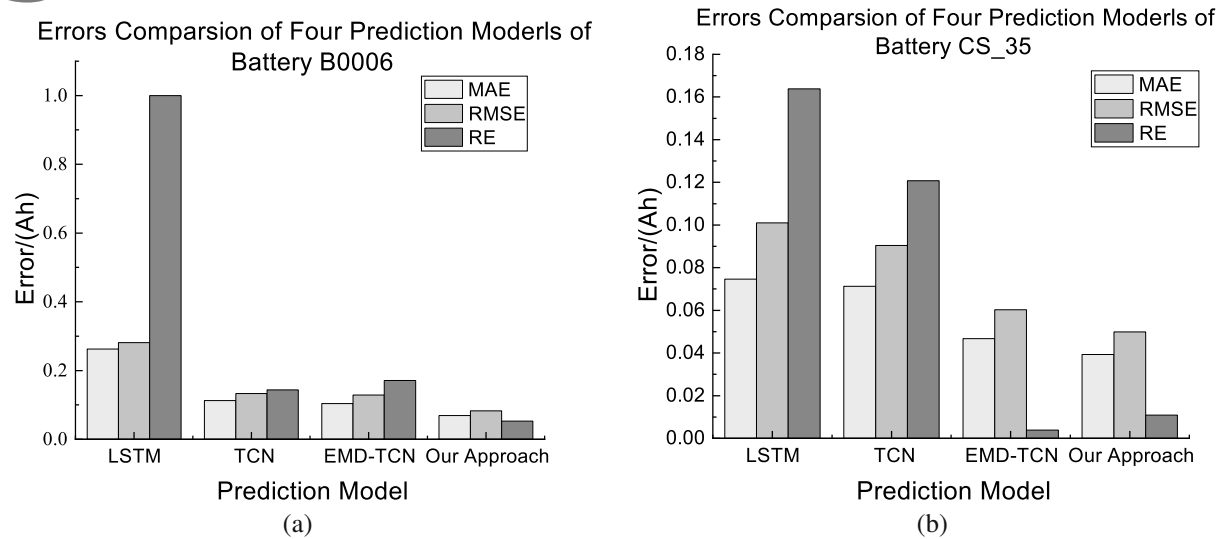 Errors Comparsion of Four Prediction Moderls of
Battery B0006
MAE
RMSE
RE
1.0
0.8
0.6
0.4
0.2
0.0
Error/(Ah)
LSTM
TCN
EMD-TCN
Our Approach
Prediction Model
(a)
Errors Comparsion of Four Prediction Moderls of
Battery CS_35
MAE
RMSE
RE
0.18
0.16
0.14
0.12
0.10
0.08
0.06
0.04
0.02
0.00
Error/(Ah)
LSTM
TCN
EMD-TCN
Our Approach
Prediction Model
(b)